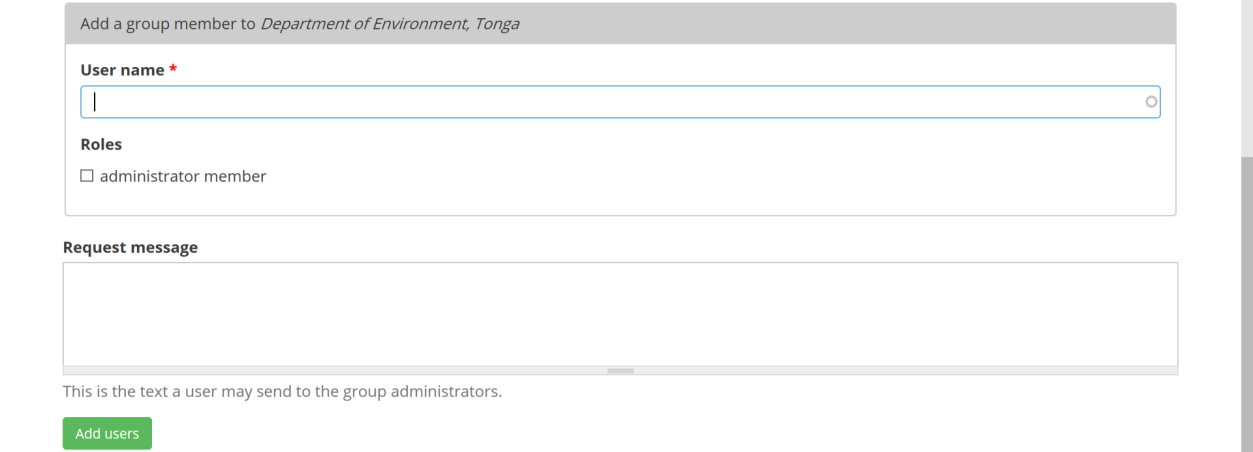 Add a group member to Department of Environment, Tonga
User name *
Roles
administrator member
Request message
This is the text a user may send to the group administrators.
Add users